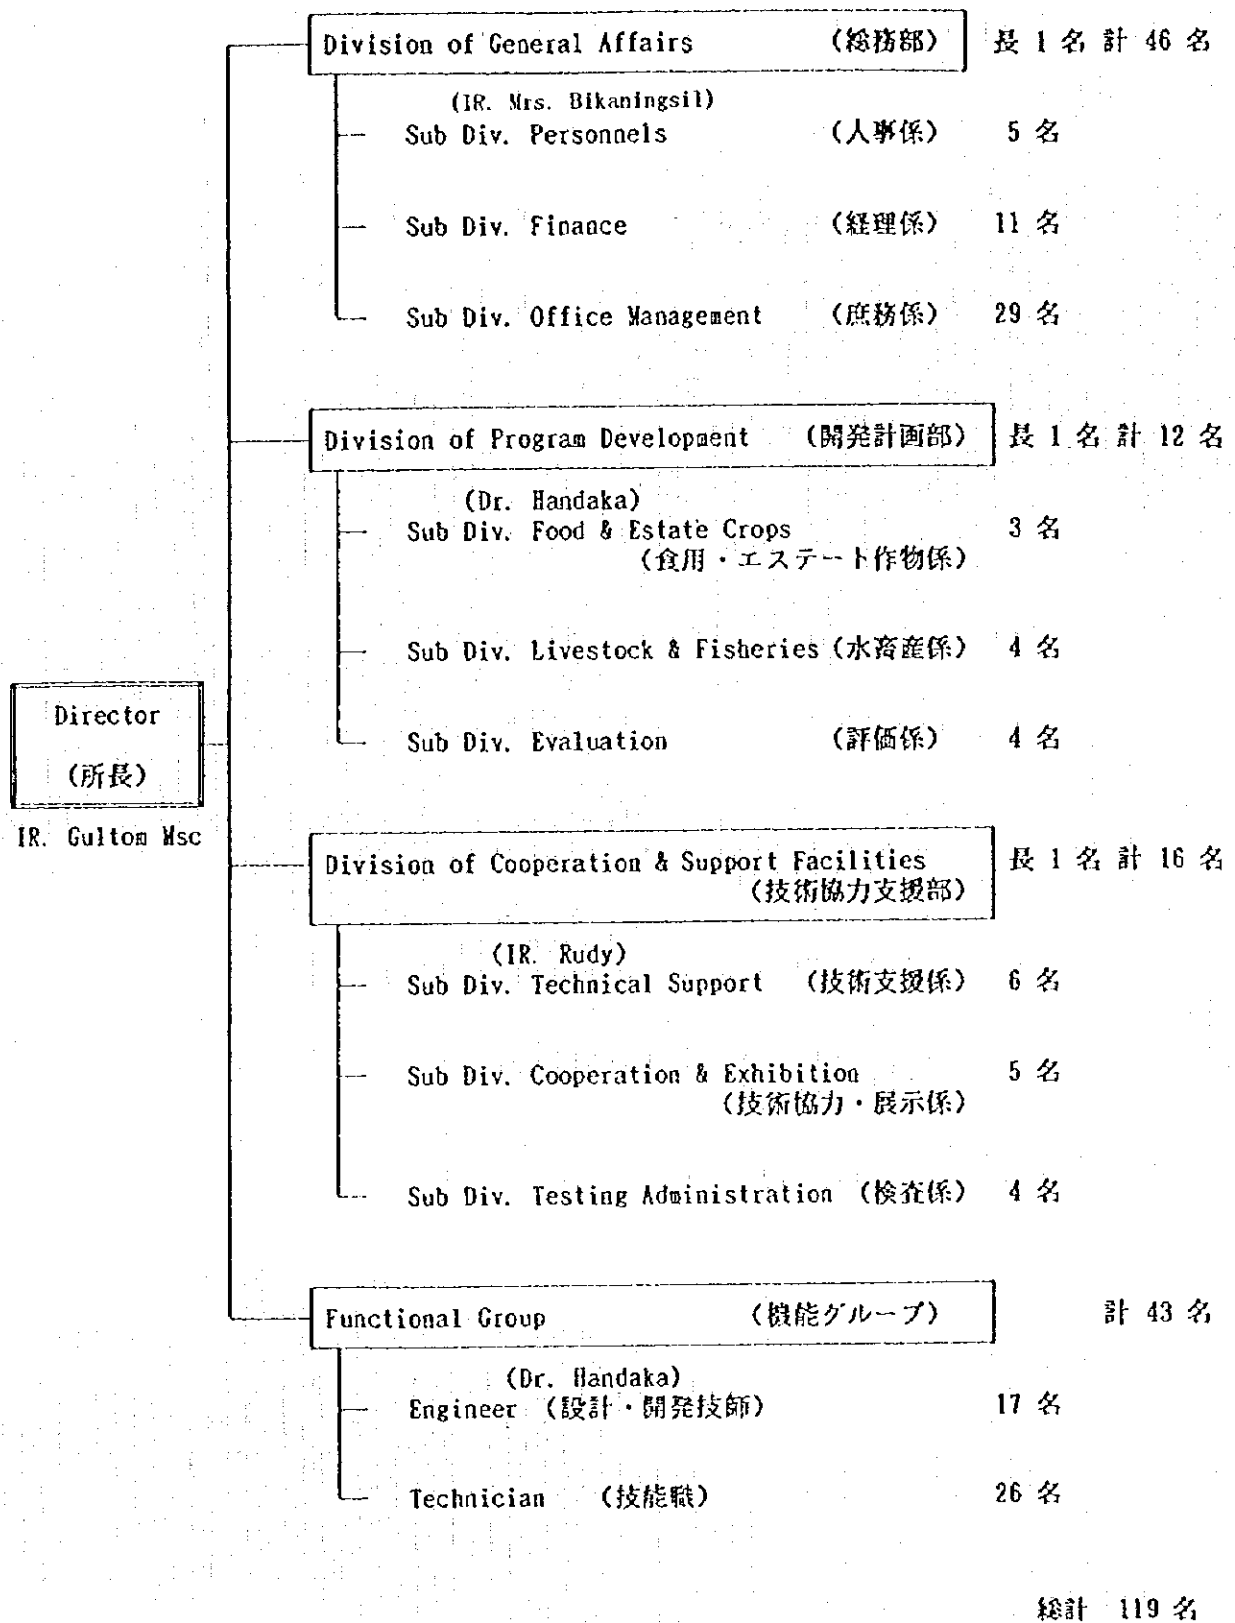 Division of General Affairs (総務部) 長 1 名 計 46 名
(IR. Mrs. Bikaningsil)
Sub Div. Personnels (人事係) 5 名
Sub Div. Finance (経理係) 11 名
Sub Div. Office Management (庶務係) 29 名
Division of Program Development (開発計画部) 長 1 名 計 12 名
(Dr. Handaka)
Sub Div. Food & Estate Crops 3 名
(食用・エステート作物係)
Sub Div. Livestock & Fisheries (水畜産係) 4 名
Sub Div. Evaluation (評価係) 4 名
Director
(所長)
IR. Gultom Msc
Division of Cooperation & Support Facilities 長 1 名 計 16 名
(技術協力支援部)
(IR. Rudy)
Sub Div. Technical Support (技術支援係) 6 名
Sub Div. Cooperation & Exhibition 5 名
(技術協力・展示係)
Sub Div. Testing Administration (検査係) 4 名
Functional Group (機能グループ) 計 43 名
(Dr. Handaka)
Engineer (設計・開発技師) 17 名
Technician (技能職) 26 名
総計 119 名